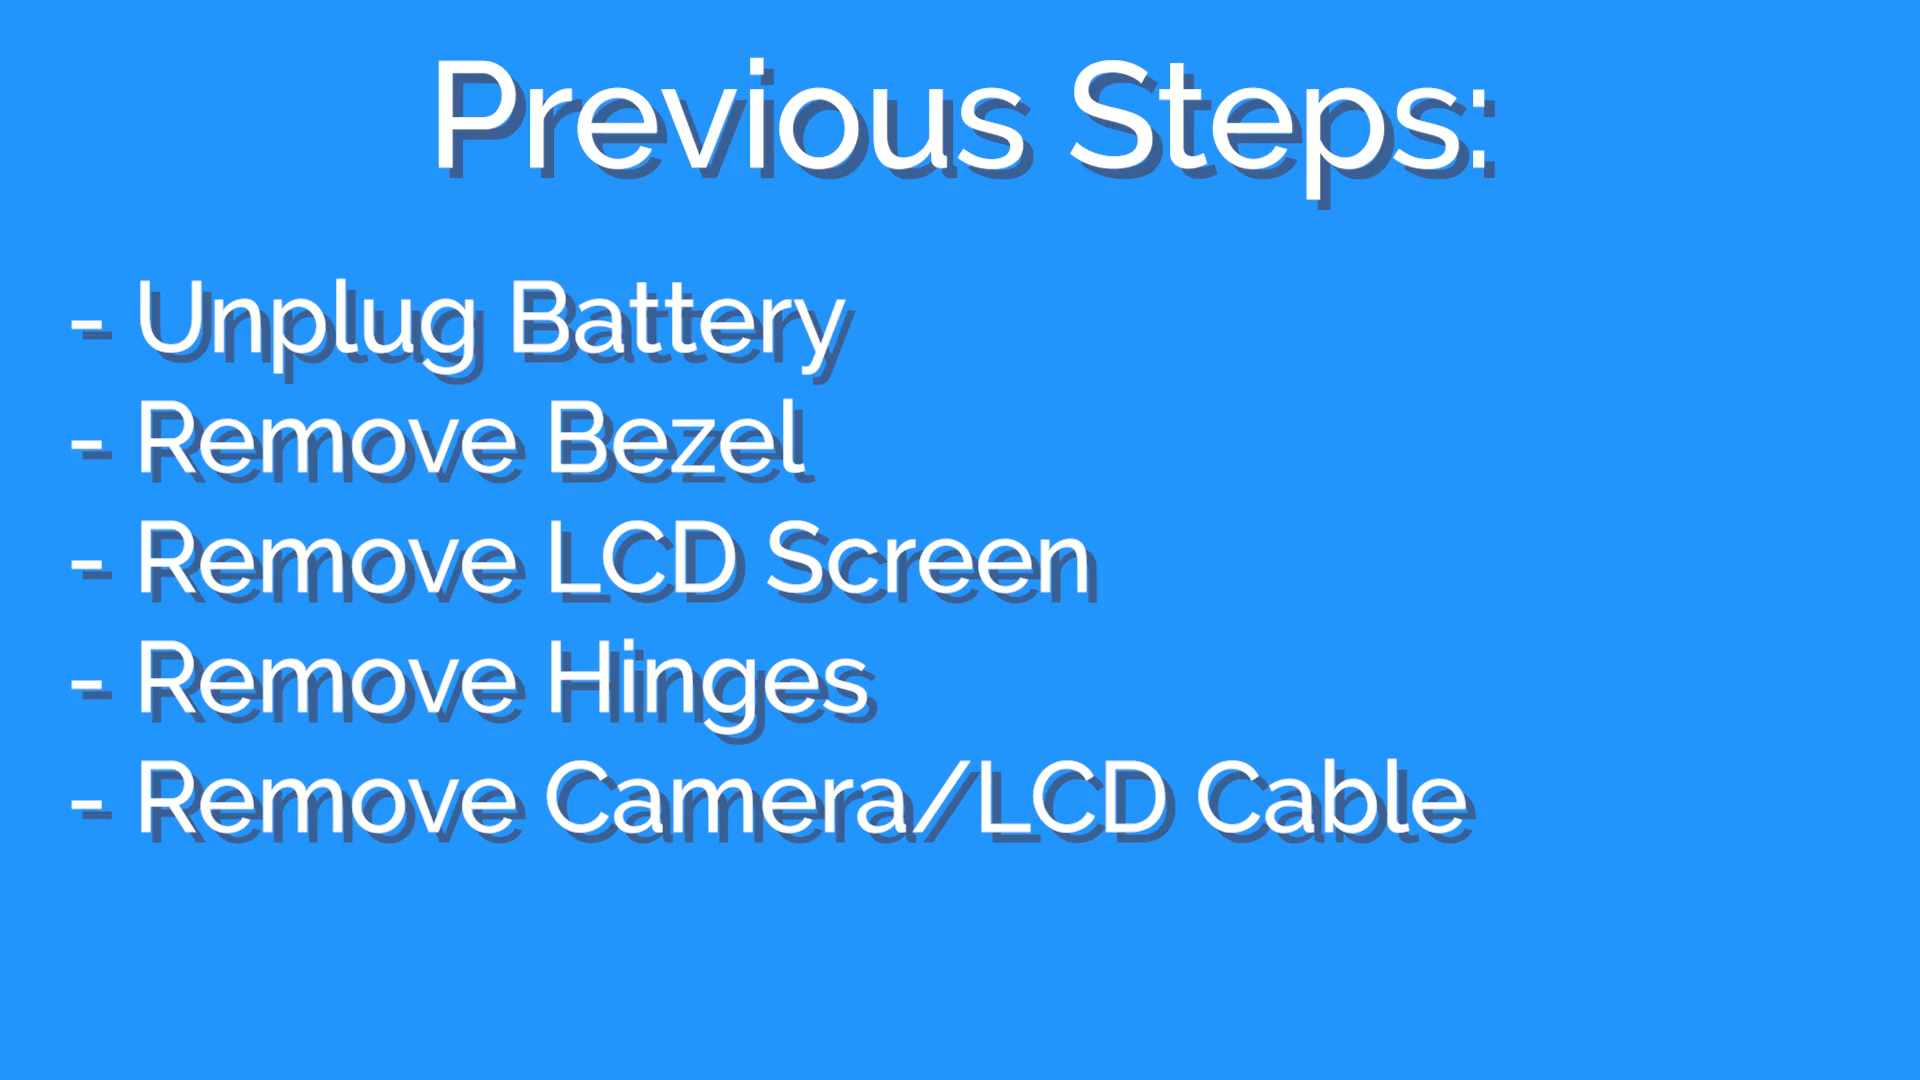 Previous Steps:
- Unplug Battery
- Remove Bezel
- Remove LCD Screen
- Remove Hinges
- Remove Camera/LCD Cable